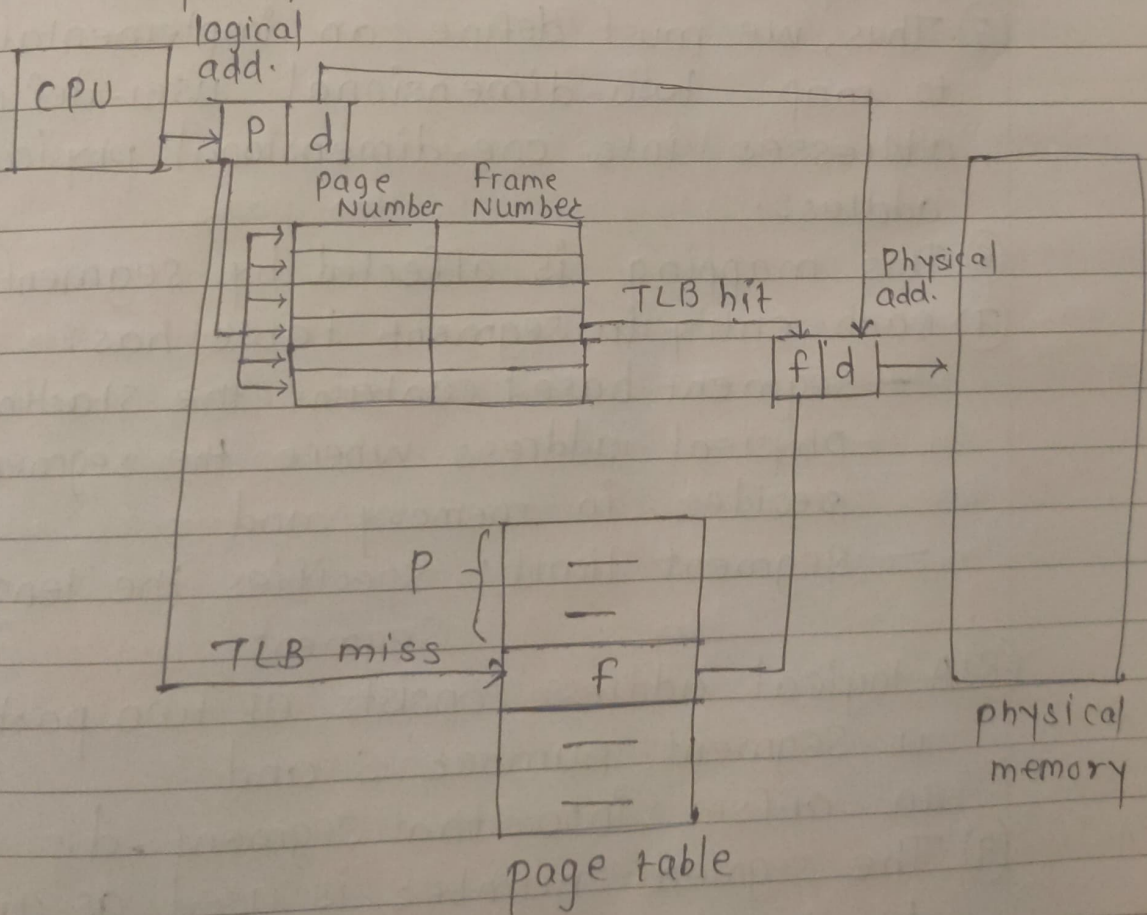 logical
add.
CPU
P d
page
Number
Frame
Number
TLB hit
Physical
add.
f d
P
TLB miss
f
physical
memory
page table